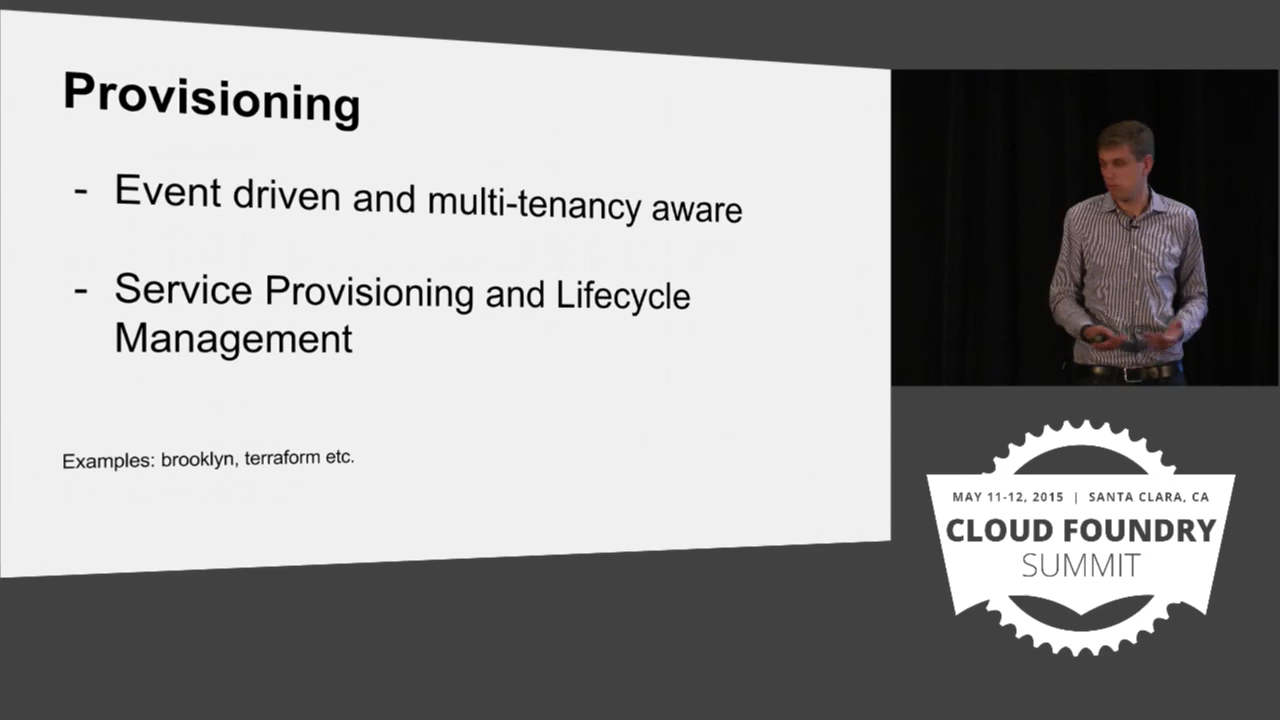 Provisioning
- Event driven and multi-tenancy aware
- Service Provisioning and Lifecycle
Management
Examples: brooklyn, terraform etc.
MAY 11-12, 2015 | SANTA CLARA, CA
CLOUD FOUNDRY
SUMMIT